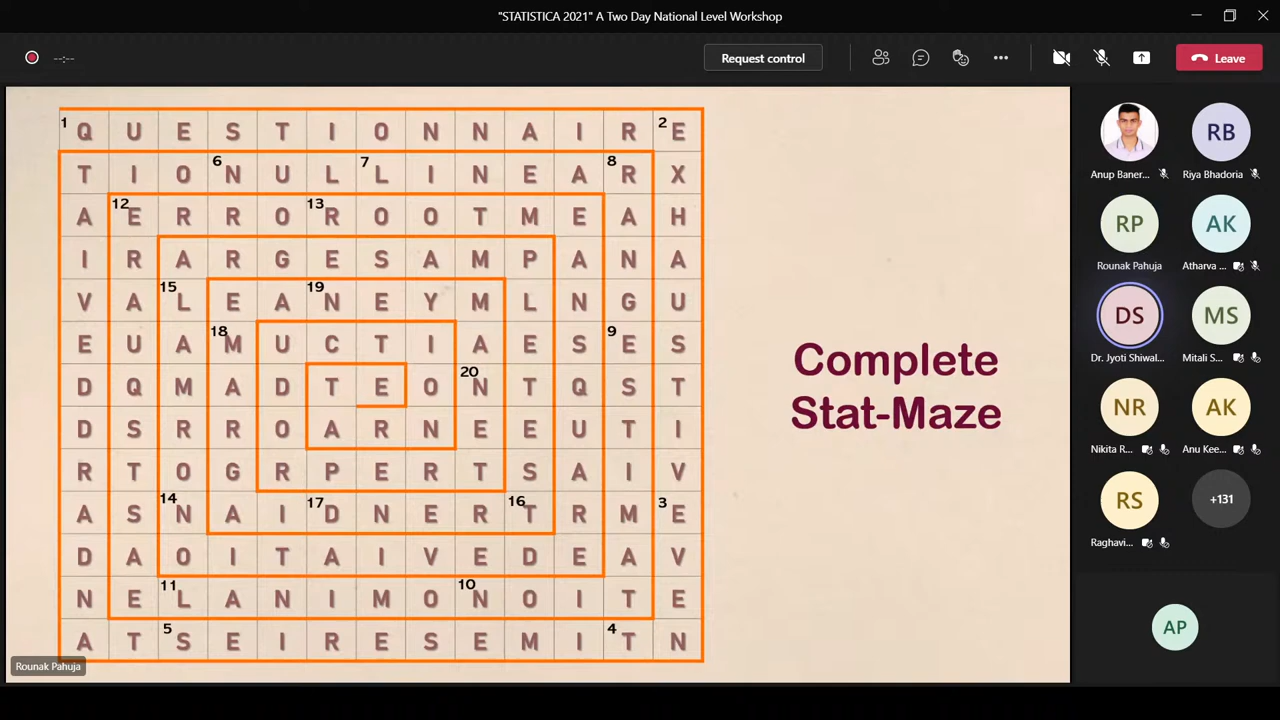 "STATISTICA 2021" A Two Day National Level Workshop
--:--
Request control
Leave
1 Q U E S T I O N N A I R 2 E
T I O 6 N U L 7 L I N E A 8 R X
A 12 E R R O 13 R O O T M E A H
I R A R G E S A M P A N A
V A 15 L E A 19 N E Y M L N G U
E U A 18 M U C T I A E S 9 E S
D Q M A D T E O 20 N T Q S T
D S R R O A R N E E U T I
R T O G R P E R T S A I V
A S 14 N A I 17 D N E R 16 T R M 3 E
D A O I T A I V E D E A V
N E 11 L A N I M O 10 N O I T E
A T 5 S E I R E S E M I 4 T N
Complete
Stat-Maze
Rounak Pahuja
Anup Baner...
RB
Riya Bhadoria
RP
Rounak Pahuja
AK
Atharva ...
DS
Dr. Jyoti Shiwal...
MS
Mitali S...
NR
Nikita R...
AK
Anu Kee...
RS
Raghavi...
+131
AP